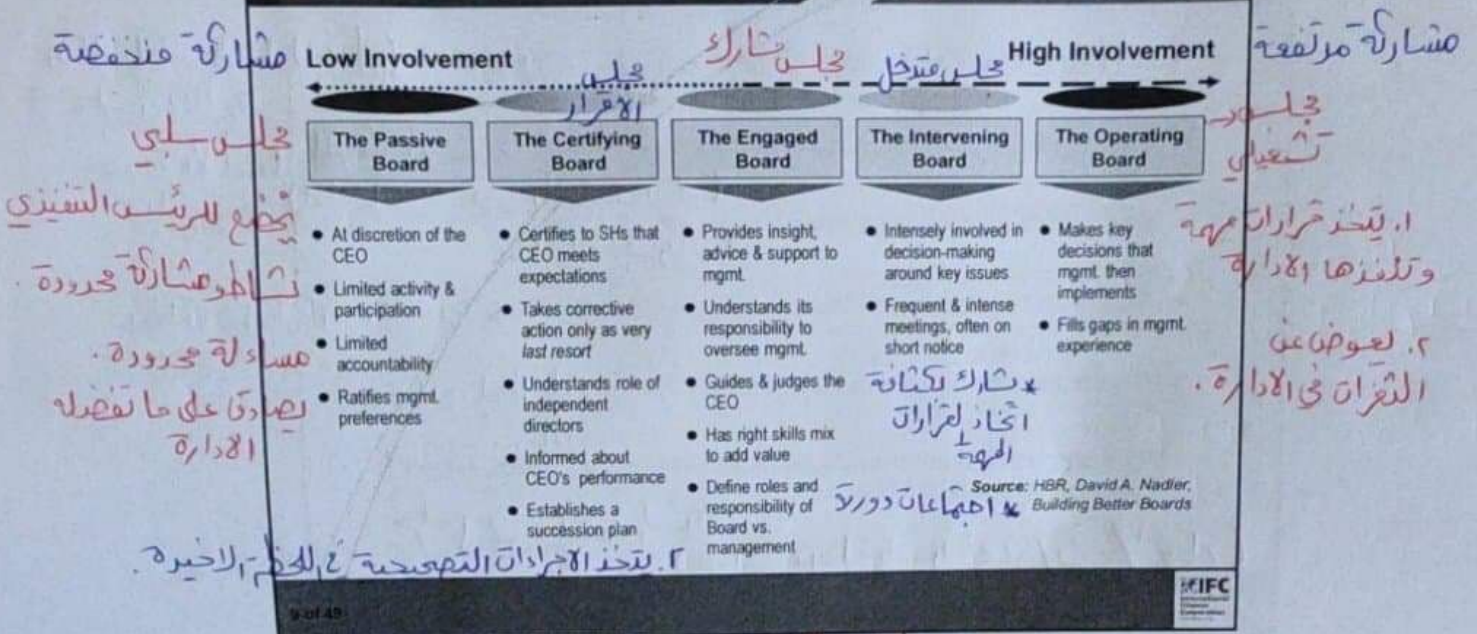 مشاركة منخفضة
Low Involvement
مجلس مشارك
High Involvement
مشاركة مرتفعة
مجلس
الاقرار
مجلس متدخل
مجلس سلبي
The Passive
Board
The Certifying
Board
The Engaged
Board
The Intervening
Board
The Operating
Board
مجلس
تشغيلي
يخضع للرئيس التنفيذي
نشاط ومشاركة محدودة.
مساءلة محدودة.
يصادق على ما تفضله
الادارة
• At discretion of the
CEO
• Limited activity &
participation
• Limited
accountability
• Ratifies mgmt.
preferences
• Certifies to SHs that
CEO meets
expectations
• Takes corrective
action only as very
last resort
• Understands role of
independent
directors
• Informed about
CEO's performance
• Establishes a
succession plan
• Provides insight,
advice & support to
mgmt.
• Understands its
responsibility to
oversee mgmt.
• Guides & judges the
CEO
• Has right skills mix
to add value
• Define roles and
responsibility of
Board vs.
management
• Intensely involved in
decision-making
around key issues
• Frequent & intense
meetings, often on
short notice
* شارك بكثافة
اتخاذ لقرارات
المهمة
* اجتماعات دورية
• Makes key
decisions that
mgmt. then
implements
• Fills gaps in mgmt.
experience
١. يتخذ قرارات مهمة
وتنفذها الادارة
٢. يعوض عن
الثغرات في الادارة.
Source: HBR, David A. Nadler,
Building Better Boards
٢. يتخذ الاجراءات التصحيحية في اللحظة الاخيرة.
9 of 49
IFC
International
Finance
Corporation